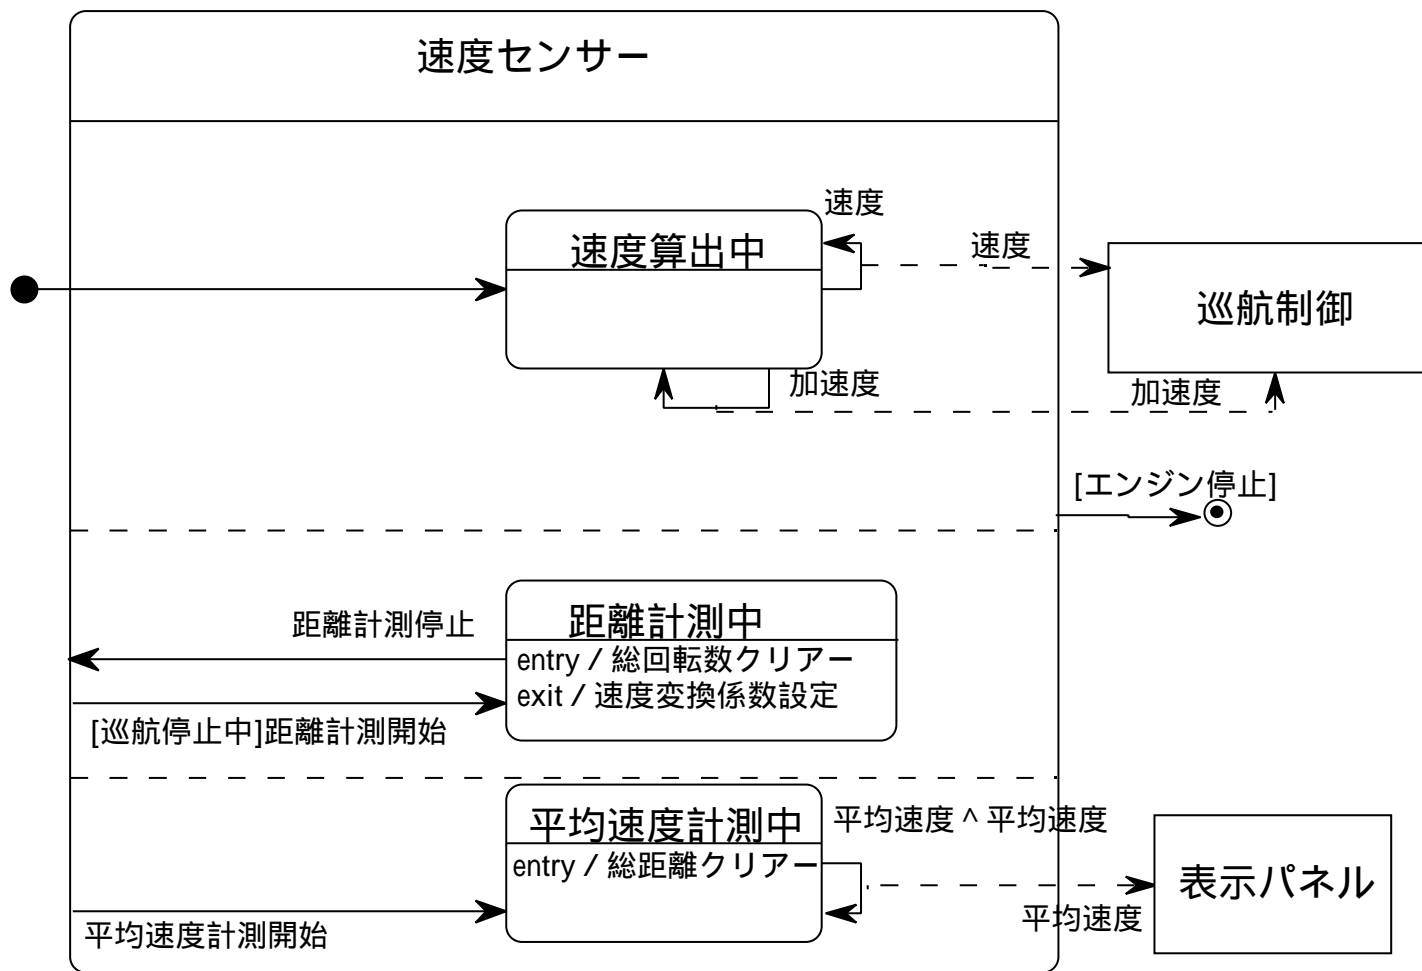 速度センサー
速度
速度算出中
速度
巡航制御
加速度
加速度
[エンジン停止]
距離計測中
距離計測停止
entry / 総回転数クリアー
exit / 速度変換係数設定
[巡航停止中]距離計測開始
平均速度計測中
平均速度 ^ 平均速度
entry / 総距離クリアー
表示パネル
平均速度
平均速度計測開始